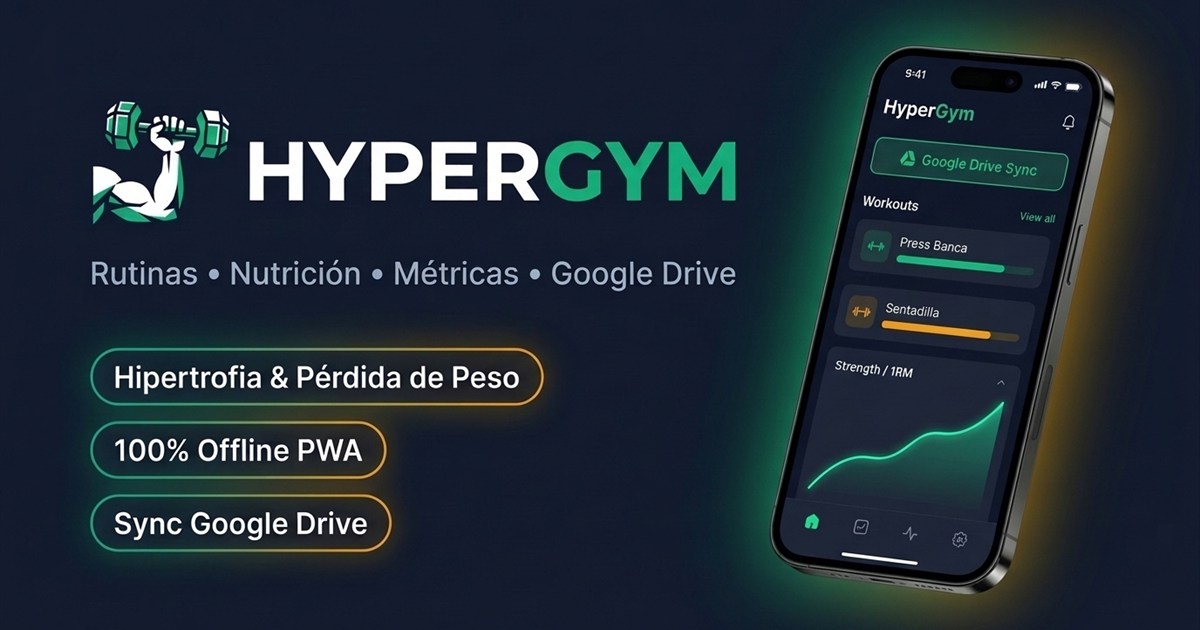 HYPERGYM
Rutinas • Nutrición • Métricas • Google Drive
Hipertrofia & Pérdida de Peso
100% Offline PWA
Sync Google Drive
9:41
HyperGym
Google Drive Sync
Workouts
View all
Press Banca
Sentadilla
Strength / 1RM